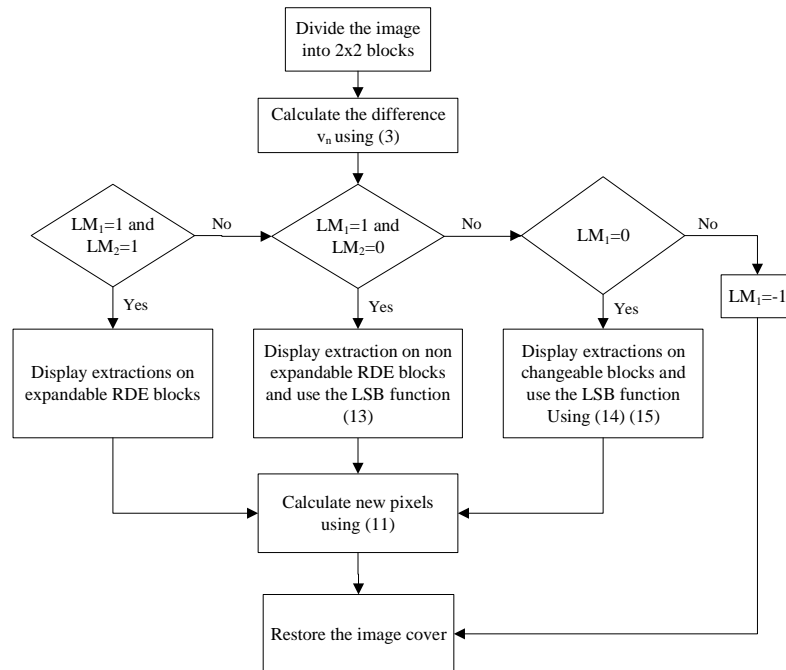 Divide the image
into 2x2 blocks
Calculate the difference
vₙ using (3)
LM₁=1 and
LM₂=1
No
LM₁=1 and
LM₂=0
No
LM₁=0
No
LM₁=-1
Yes
Yes
Yes
Display extractions on
expandable RDE blocks
Display extraction on non
expandable RDE blocks
and use the LSB function
(13)
Display extractions on
changeable blocks and
use the LSB function
Using (14) (15)
Calculate new pixels
using (11)
Restore the image cover